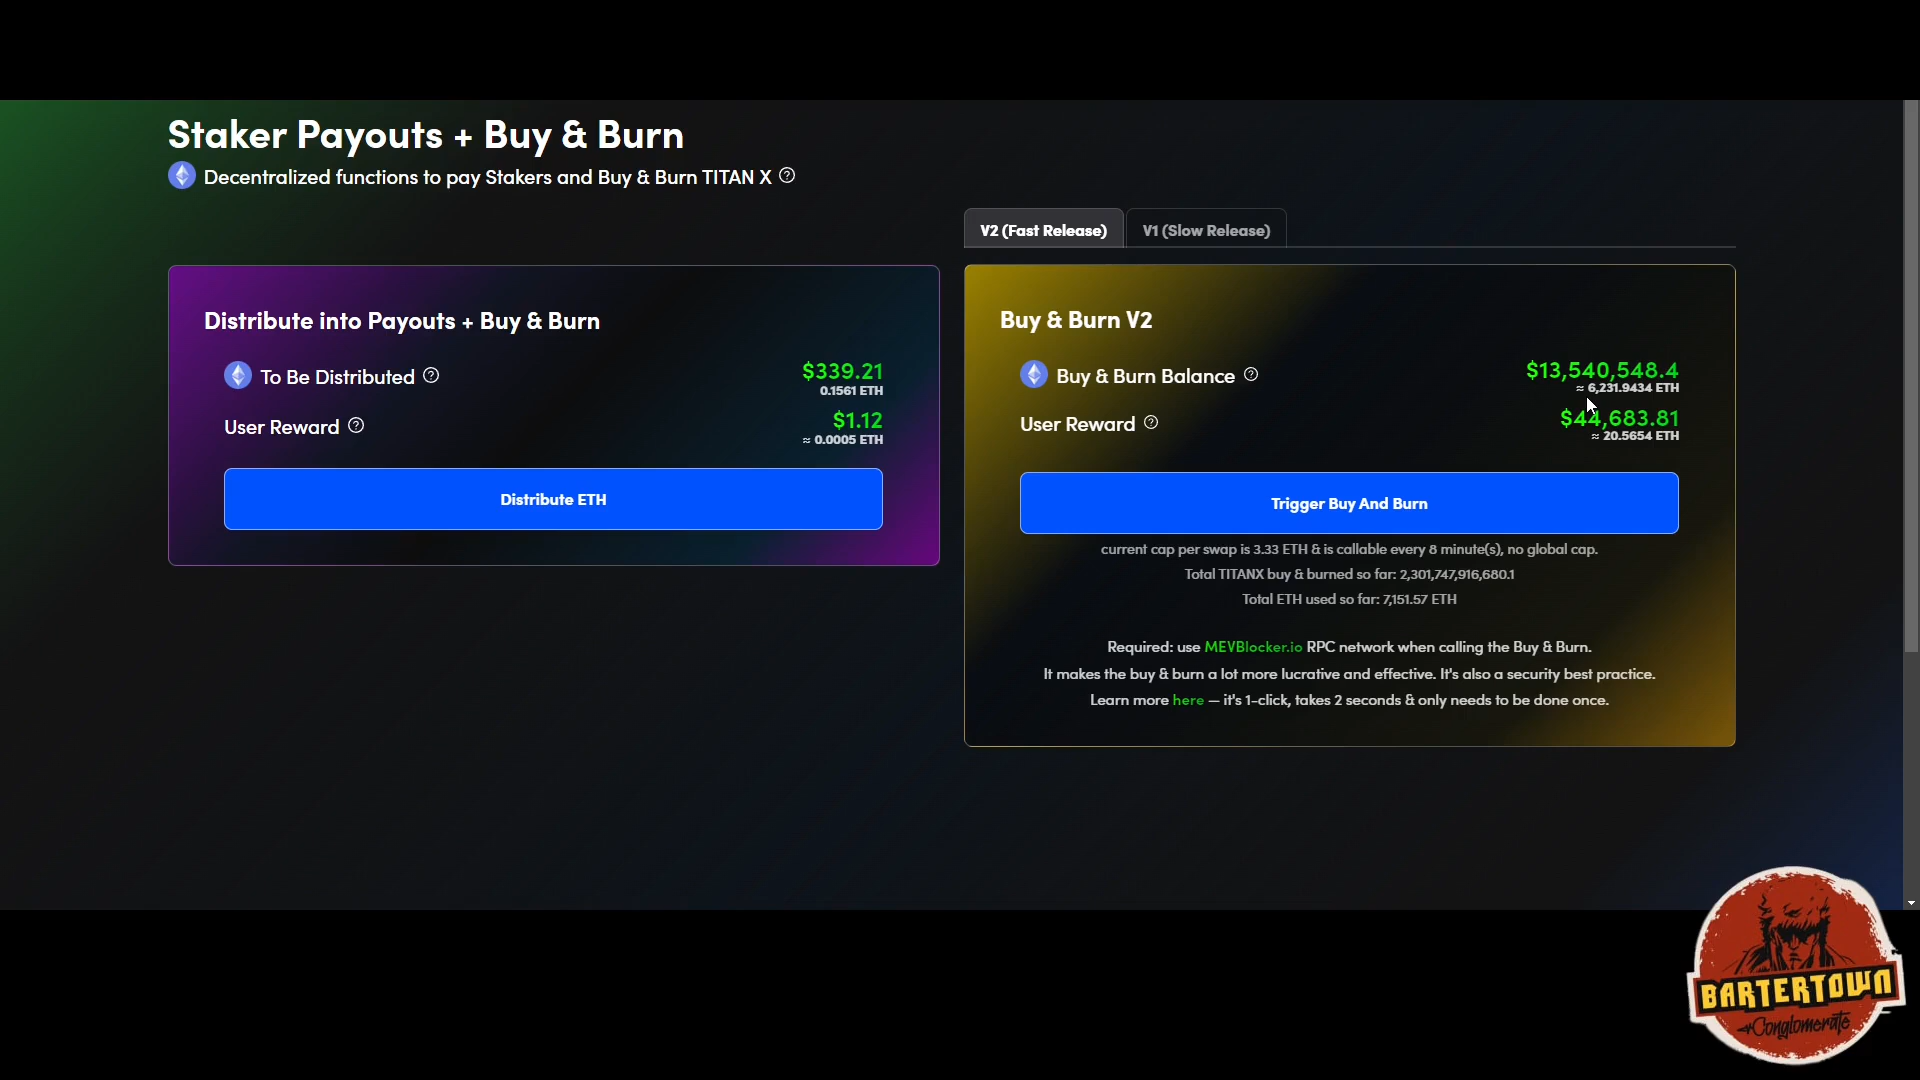 Staker Payouts + Buy & Burn
Decentralized functions to pay Stakers and Buy & Burn TITAN X
V2 (Fast Release)
V1 (Slow Release)
Distribute into Payouts + Buy & Burn
To Be Distributed
$339.21
0.1561 ETH
User Reward
$1.12
≈ 0.0005 ETH
Distribute ETH
Buy & Burn V2
Buy & Burn Balance
$13,540,548.4
≈ 6,231.9434 ETH
User Reward
$44,683.81
≈ 20.5654 ETH
Trigger Buy And Burn
current cap per swap is 3.33 ETH & is callable every 8 minute(s), no global cap.
Total TITANX buy & burned so far: 2,301,747,916,680.1
Total ETH used so far: 7,151.57 ETH
Required: use MEVBlocker.io RPC network when calling the Buy & Burn.
It makes the buy & burn a lot more lucrative and effective. It's also a security best practice.
Learn more here — it's 1-click, takes 2 seconds & only needs to be done once.
BARTERTOWN
Conglomerate